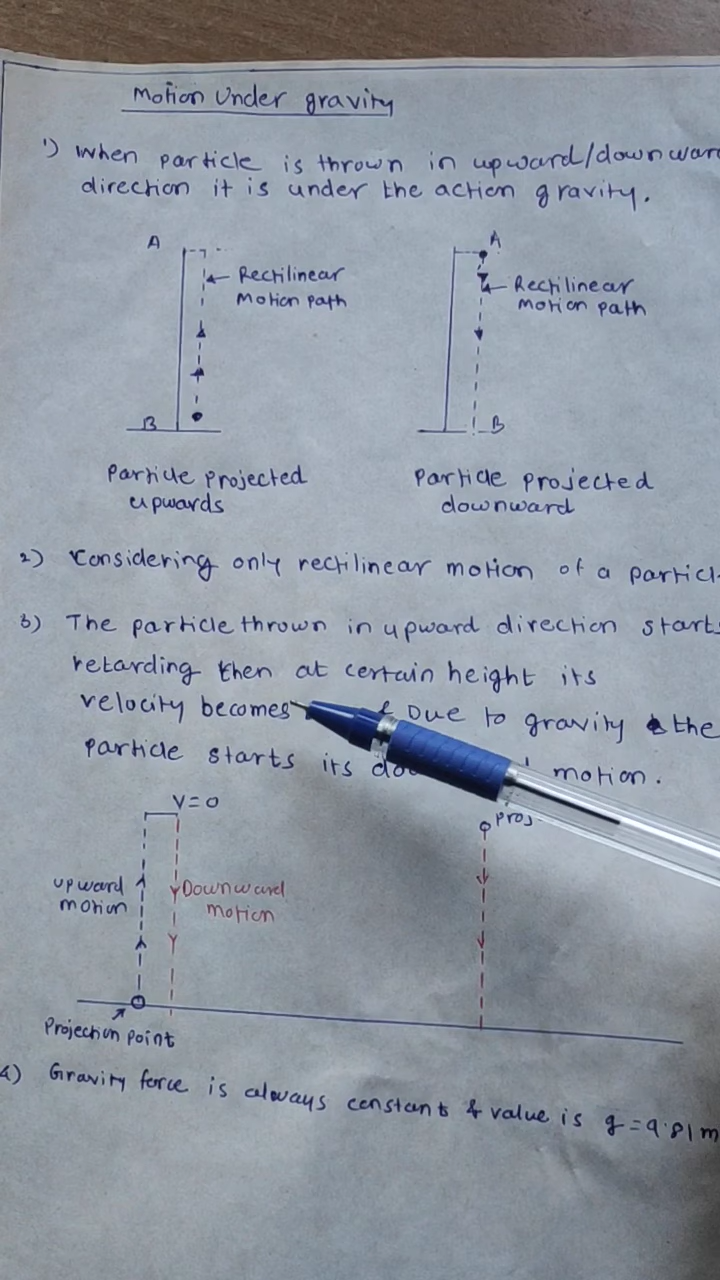 Motion Under gravity
1) When particle is thrown in upward/downward
direction it is under the action gravity.
A
Rectilinear
Motion path
B
Particle projected
upwards
A
Rectilinear
motion path
B
Particle projected
downward
2) Considering only rectilinear motion of a particl
3) The particle thrown in upward direction starts
retarding then at certain height its
velocity becomes & Due to gravity the
particle starts its motion.
V=0
upward
motion
Downward
motion
Projection point
Proj
4) Gravity force is always constant & value is g=9.81m